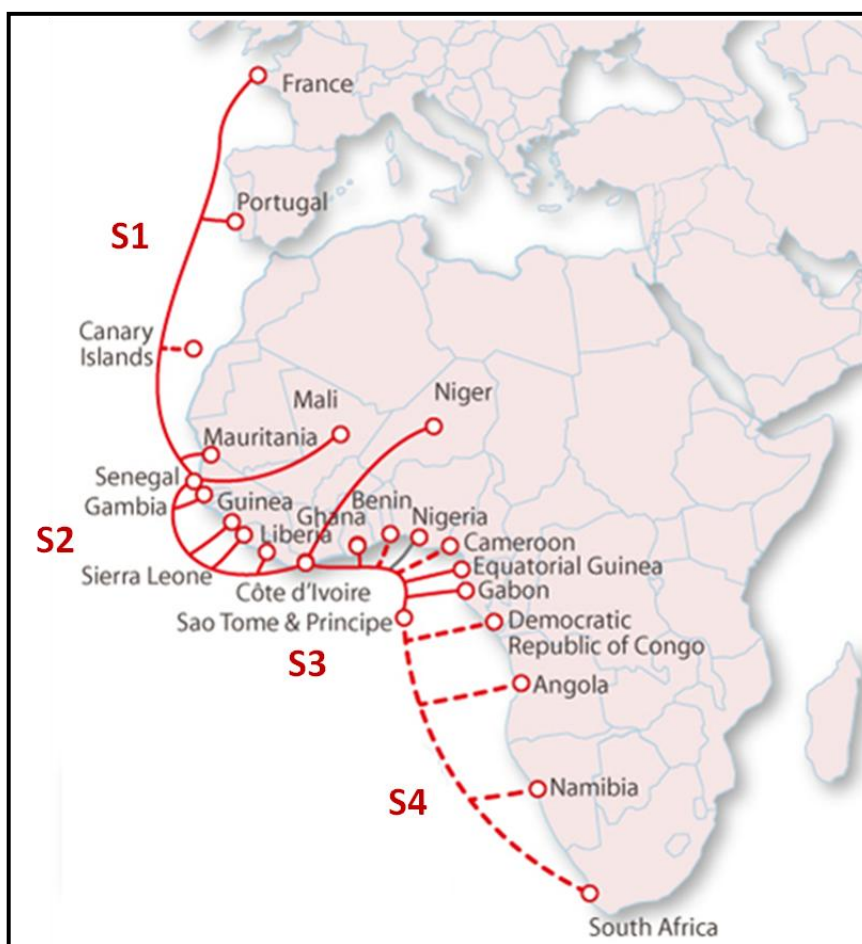 France
Portugal
S1
Canary
Islands
Mali
Niger
Mauritania
Senegal
Gambia
Guinea
Ghana
Benin
Nigeria
S2
Liberia
Cameroon
Sierra Leone
Côte d'Ivoire
Equatorial Guinea
Gabon
Sao Tome & Principe
Democratic
Republic of Congo
S3
Angola
S4
Namibia
South Africa